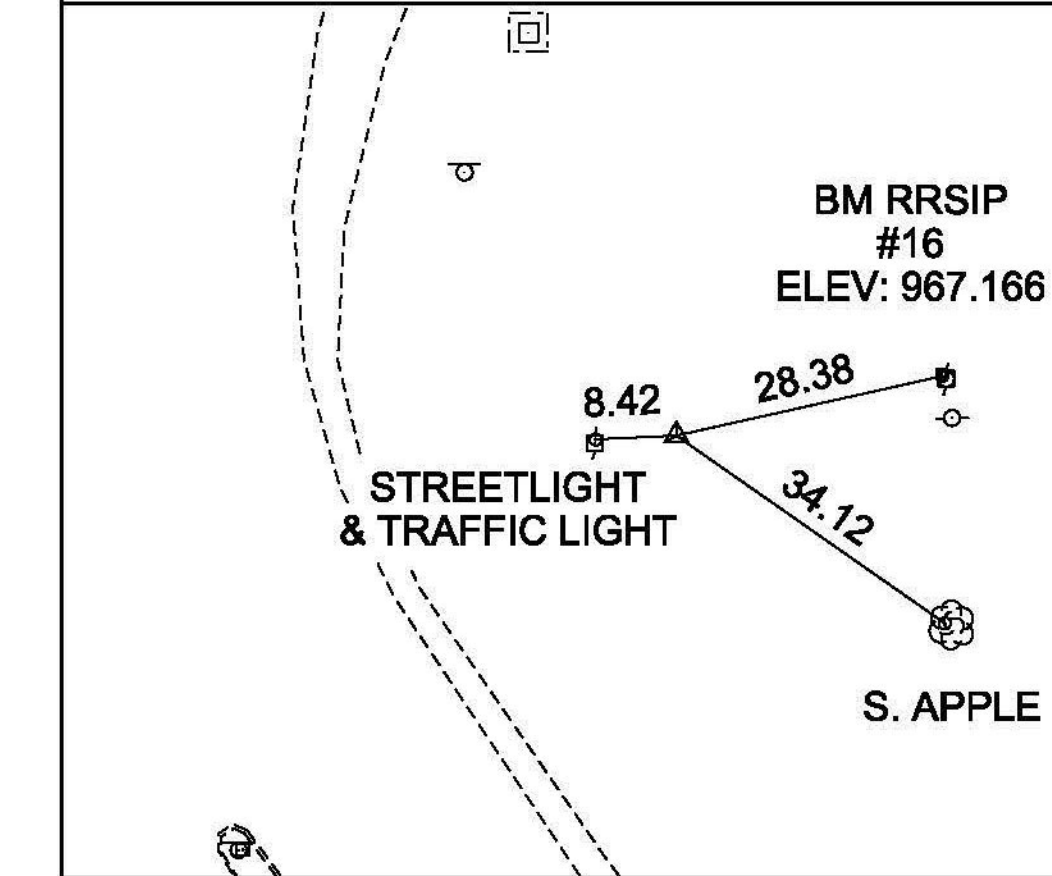 BM RRSIP
#16
ELEV: 967.166
28.38
8.42
34.12
STREETLIGHT
& TRAFFIC LIGHT
S. APPLE